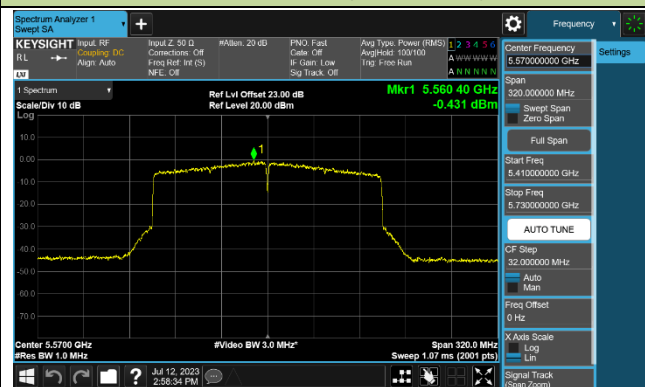 Spectrum Analyzer 1
Swept SA
Frequency
KEYSIGHT
RL
LXI
Input: RF
Coupling: DC
Align: Auto
Input Z: 50 Ω
Corrections: Off
Freq Ref: Int (S)
NFE: Off
#Atten: 20 dB
PNO: Fast
Gate: Off
IF Gain: Low
Sig Track: Off
Avg Type: Power (RMS)
Avg|Hold: 100/100
Trig: Free Run
1 2 3 4 5 6
A W W W W W
A N N N N N
1 Spectrum
Scale/Div 10 dB
Log
Ref Lvl Offset 23.00 dB
Ref Level 20.00 dBm
Mkr1 5.560 40 GHz
-0.431 dBm
10.0
0.00
-10.0
-20.0
-30.0
-40.0
-50.0
-60.0
-70.0
1
Center 5.5700 GHz
#Res BW 1.0 MHz
#Video BW 3.0 MHz*
Span 320.0 MHz
Sweep 1.07 ms (2001 pts)
Jul 12, 2023
2:58:34 PM
Center Frequency
5.570000000 GHz
Span
320.000000 MHz
Swept Span
Zero Span
Full Span
Start Freq
5.410000000 GHz
Stop Freq
5.730000000 GHz
AUTO TUNE
CF Step
32.000000 MHz
Auto
Man
Freq Offset
0 Hz
X Axis Scale
Log
Lin
Signal Track
(Span Zoom)
Settings